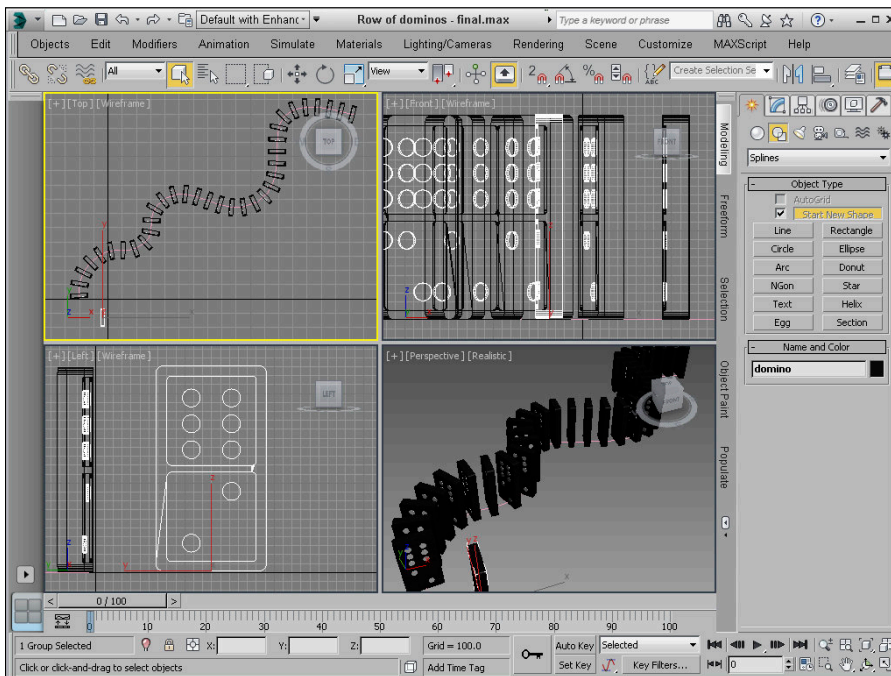 Default with Enhanc
Row of dominos - final.max
Type a keyword or phrase
Objects Edit Modifiers Animation Simulate Materials Lighting/Cameras Rendering Scene Customize MAXScript Help
All
View
Create Selection Se
ABC
[+] [Top] [Wireframe]
TOP
[+] [Front] [Wireframe]
FRONT
[+] [Left] [Wireframe]
LEFT
[+] [Perspective] [Realistic]
Modeling
Freeform
Selection
Object Paint
Populate
Splines
Object Type
AutoGrid
Start New Shape
Line Rectangle
Circle Ellipse
Arc Donut
NGon Star
Text Helix
Egg Section
Name and Color
domino
0 / 100
0 10 20 30 40 50 60 70 80 90 100
1 Group Selected X: Y: Z: Grid = 100.0 Auto Key Selected
Click or click-and-drag to select objects Add Time Tag Set Key Key Filters... 0